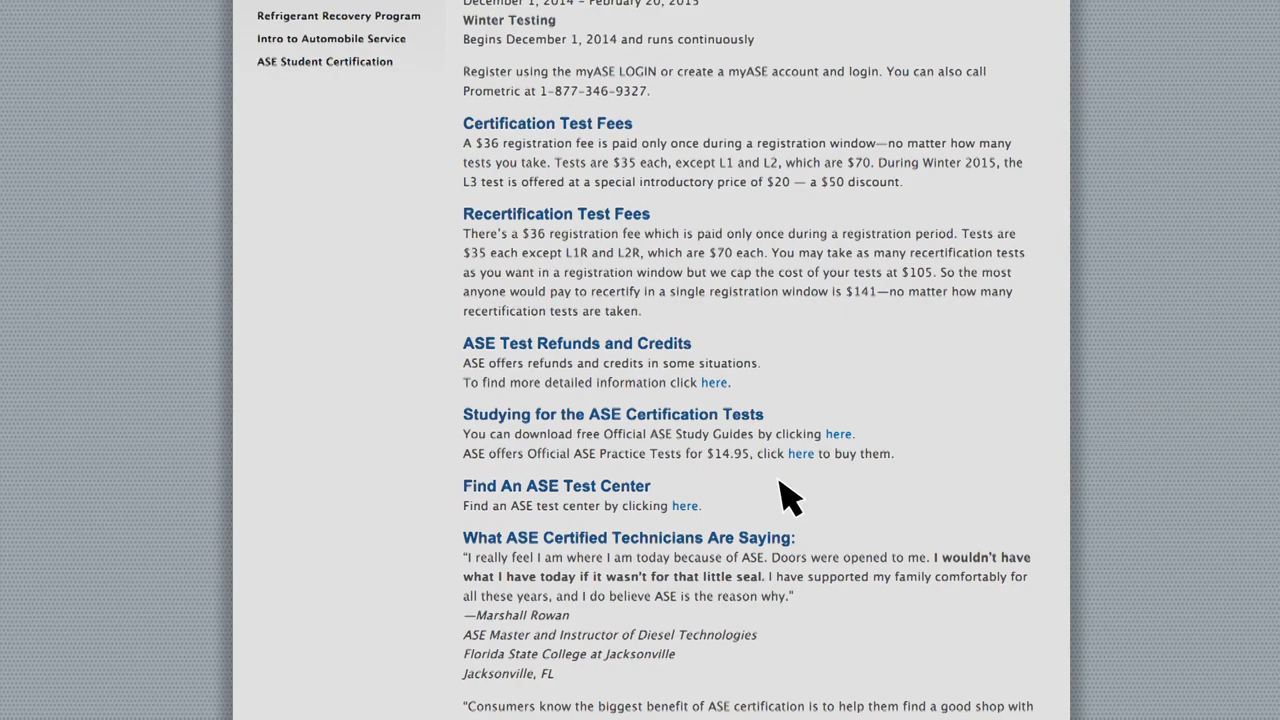 Refrigerant Recovery Program
Intro to Automobile Service
ASE Student Certification
December 1, 2014 – February 20, 2015
Winter Testing
Begins December 1, 2014 and runs continuously
Register using the myASE LOGIN or create a myASE account and login. You can also call
Prometric at 1-877-346-9327.
Certification Test Fees
A $36 registration fee is paid only once during a registration window—no matter how many
tests you take. Tests are $35 each, except L1 and L2, which are $70. During Winter 2015, the
L3 test is offered at a special introductory price of $20 — a $50 discount.
Recertification Test Fees
There's a $36 registration fee which is paid only once during a registration period. Tests are
$35 each except L1R and L2R, which are $70 each. You may take as many recertification tests
as you want in a registration window but we cap the cost of your tests at $105. So the most
anyone would pay to recertify in a single registration window is $141—no matter how many
recertification tests are taken.
ASE Test Refunds and Credits
ASE offers refunds and credits in some situations.
To find more detailed information click here.
Studying for the ASE Certification Tests
You can download free Official ASE Study Guides by clicking here.
ASE offers Official ASE Practice Tests for $14.95, click here to buy them.
Find An ASE Test Center
Find an ASE test center by clicking here.
What ASE Certified Technicians Are Saying:
“I really feel I am where I am today because of ASE. Doors were opened to me. I wouldn't have
what I have today if it wasn't for that little seal. I have supported my family comfortably for
all these years, and I do believe ASE is the reason why.”
—Marshall Rowan
ASE Master and Instructor of Diesel Technologies
Florida State College at Jacksonville
Jacksonville, FL
“Consumers know the biggest benefit of ASE certification is to help them find a good shop with